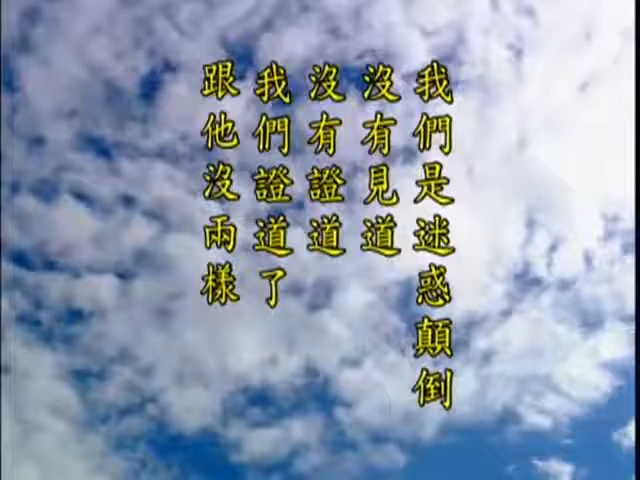 我們是迷惑顛倒
沒有見道
沒有證道
我們證道了
跟他沒兩樣